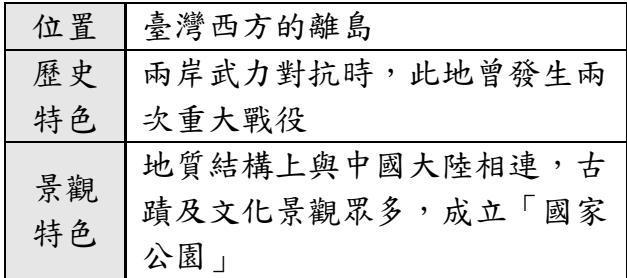 位置 臺灣西方的離島
歷史
特色
兩岸武力對抗時，此地曾發生兩
次重大戰役
景觀
特色
地質結構上與中國大陸相連，古
蹟及文化景觀眾多，成立「國家
公園」